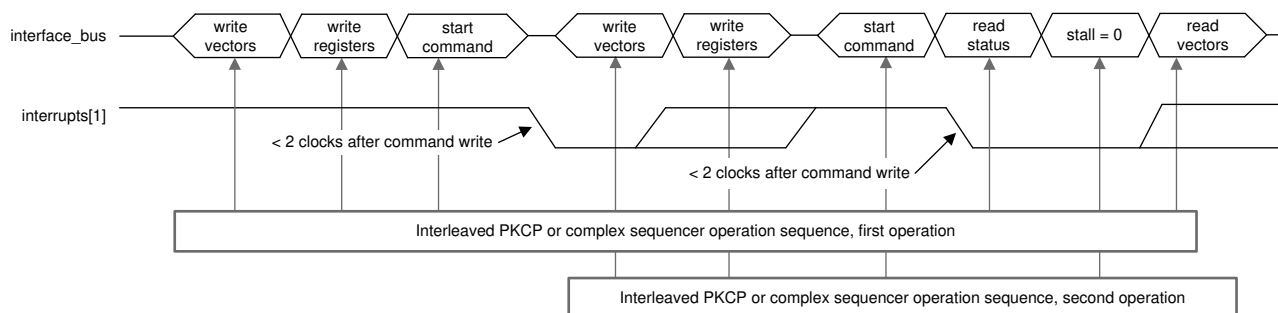 interface_bus
write
vectors
write
registers
start
command
write
vectors
write
registers
start
command
read
status
stall = 0
read
vectors
interrupts[1]
< 2 clocks after command write
< 2 clocks after command write
Interleaved PKCP or complex sequencer operation sequence, first operation
Interleaved PKCP or complex sequencer operation sequence, second operation